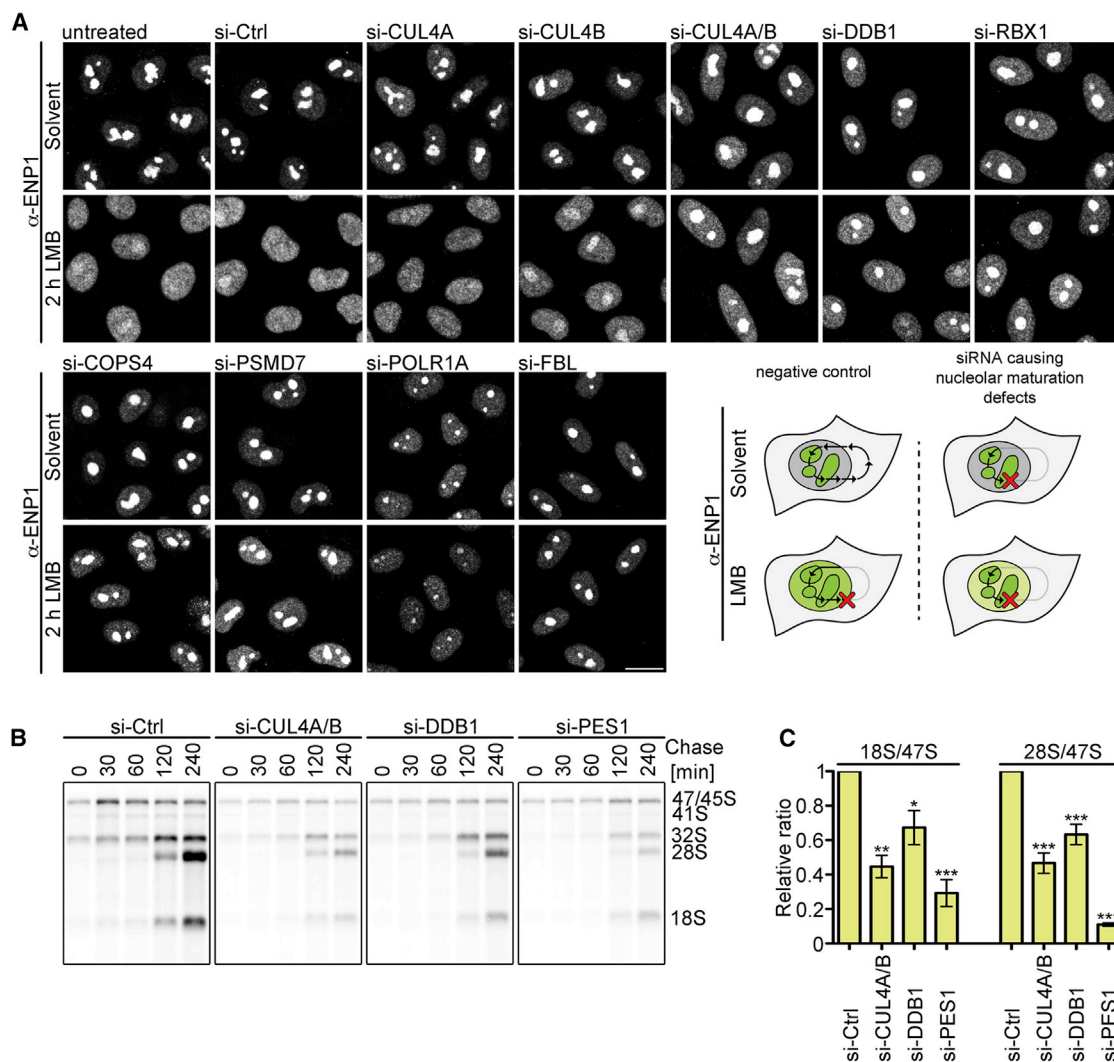 A
untreated si-Ctrl si-CUL4A si-CUL4B si-CUL4A/B si-DDB1 si-RBX1
α-ENP1
Solvent
2 h LMB
si-COPS4 si-PSMD7 si-POLR1A si-FBL
α-ENP1
Solvent
2 h LMB
negative control
siRNA causing
nucleolar maturation
defects
α-ENP1
Solvent
LMB
B
si-Ctrl si-CUL4A/B si-DDB1 si-PES1
0 30 60 120 240 0 30 60 120 240 0 30 60 120 240 0 30 60 120 240 Chase
[min]
47/45S
41S
32S
28S
18S
C
18S/47S 28S/47S
Relative ratio
1
0.8
0.6
0.4
0.2
0
** * *** *** *** ***
si-Ctrl si-CUL4A/B si-DDB1 si-PES1 si-Ctrl si-CUL4A/B si-DDB1 si-PES1